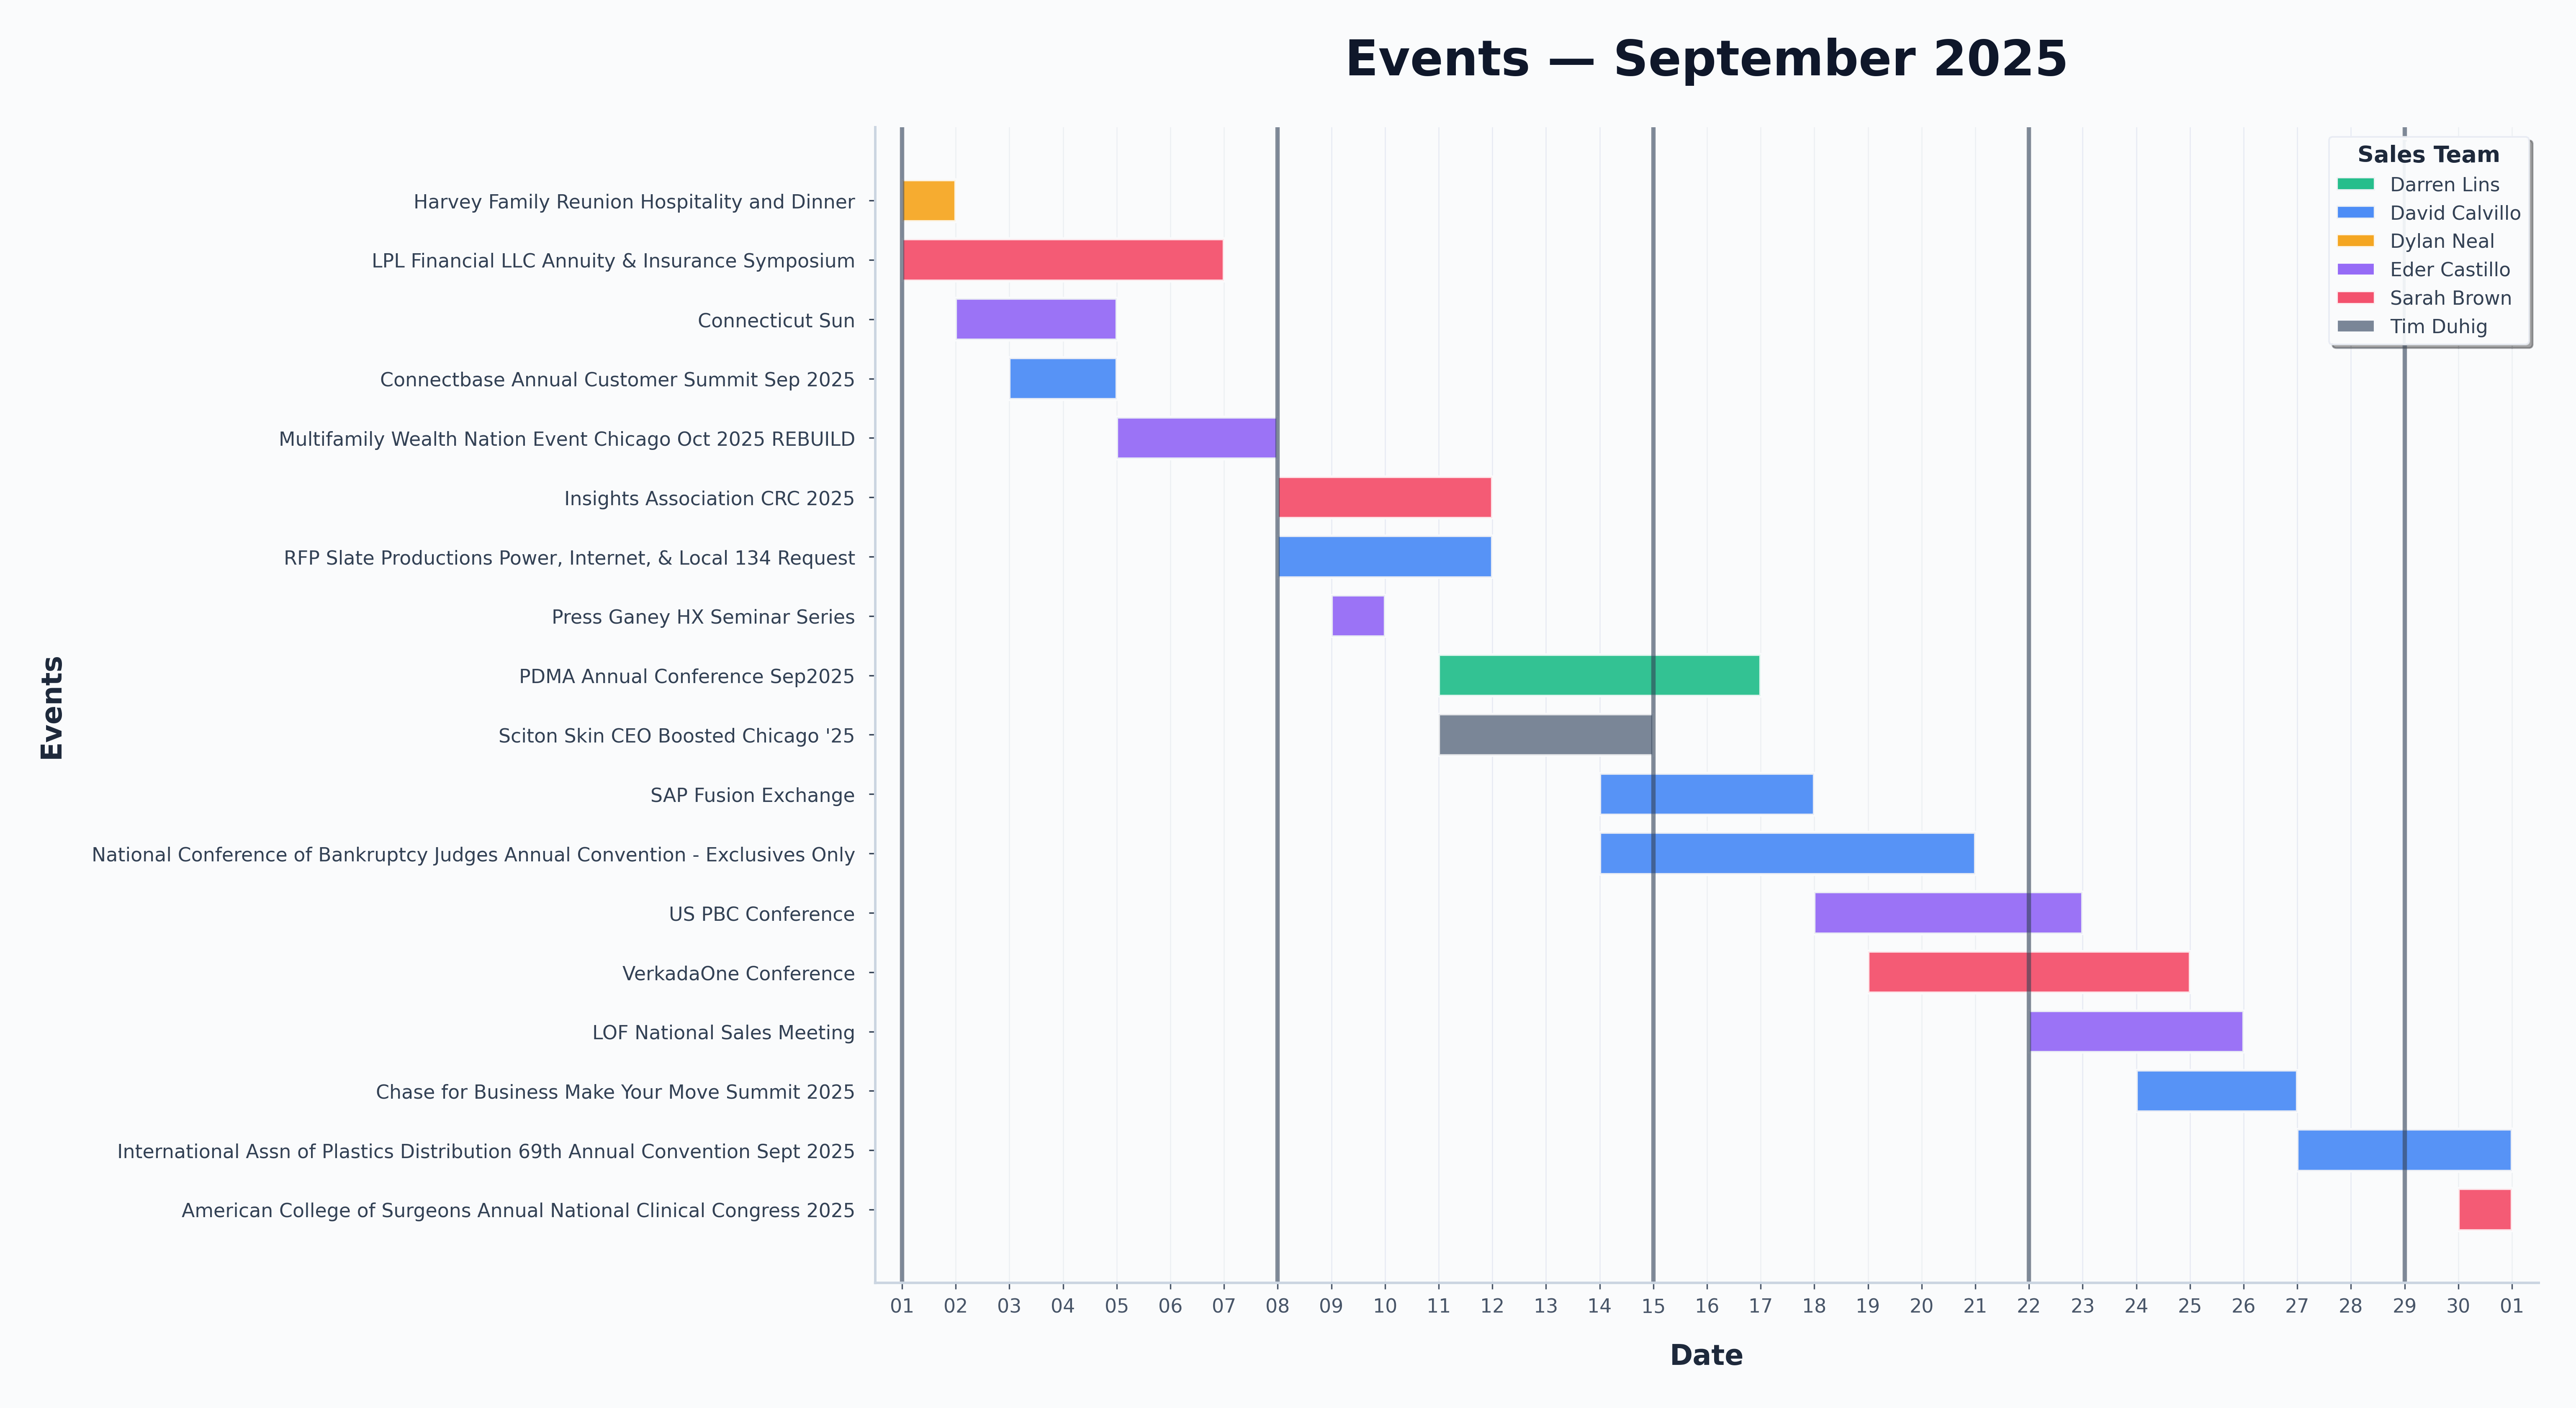 Events — September 2025
Sales Team
Darren Lins
David Calvillo
Dylan Neal
Eder Castillo
Sarah Brown
Tim Duhig
Events
Harvey Family Reunion Hospitality and Dinner
LPL Financial LLC Annuity & Insurance Symposium
Connecticut Sun
Connectbase Annual Customer Summit Sep 2025
Multifamily Wealth Nation Event Chicago Oct 2025 REBUILD
Insights Association CRC 2025
RFP Slate Productions Power, Internet, & Local 134 Request
Press Ganey HX Seminar Series
PDMA Annual Conference Sep2025
Sciton Skin CEO Boosted Chicago '25
SAP Fusion Exchange
National Conference of Bankruptcy Judges Annual Convention - Exclusives Only
US PBC Conference
VerkadaOne Conference
LOF National Sales Meeting
Chase for Business Make Your Move Summit 2025
International Assn of Plastics Distribution 69th Annual Convention Sept 2025
American College of Surgeons Annual National Clinical Congress 2025
01 02 03 04 05 06 07 08 09 10 11 12 13 14 15 16 17 18 19 20 21 22 23 24 25 26 27 28 29 30 01
Date